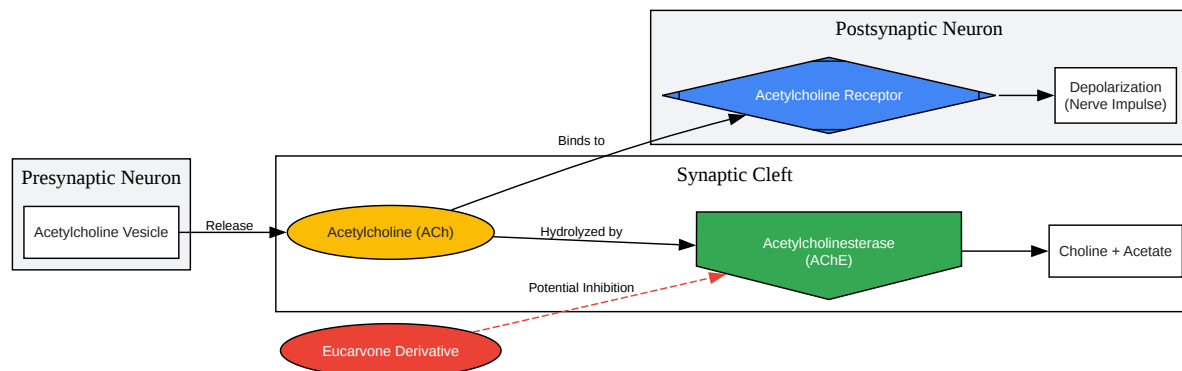 Postsynaptic Neuron
Acetylcholine Receptor
Depolarization
(Nerve Impulse)
Binds to
Presynaptic Neuron
Acetylcholine Vesicle
Release
Synaptic Cleft
Acetylcholine (ACh)
Hydrolyzed by
Acetylcholinesterase
(AChE)
Choline + Acetate
Potential Inhibition
Eucarvone Derivative